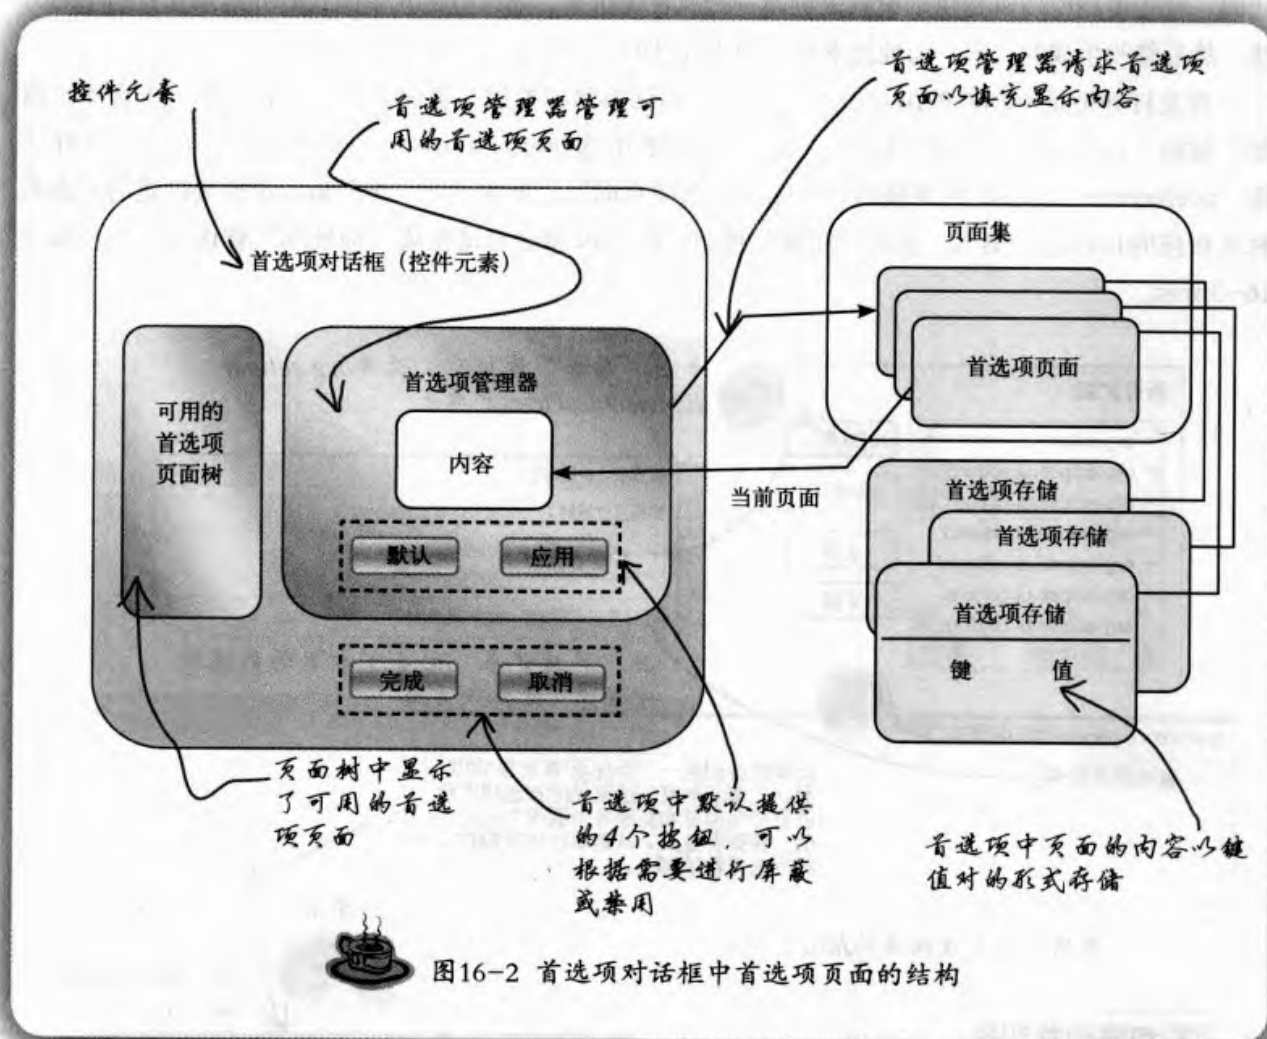 控件元素
首选项管理器管理可
用的首选项页面
首选项管理器请求首选项
页面以填充显示内容
首选项对话框（控件元素）
页面集
首选项页面
可用的
首选项
页面树
首选项管理器
内容
当前页面
默认
应用
完成
取消
首选项存储
首选项存储
首选项存储
键 值
页面树中显示
了可用的首选
项页面
首选项中默认提供
的4个按钮，可以
根据需要进行屏蔽
或禁用
首选项中页面的内容以键
值对的形式存储
图16-2 首选项对话框中首选项页面的结构